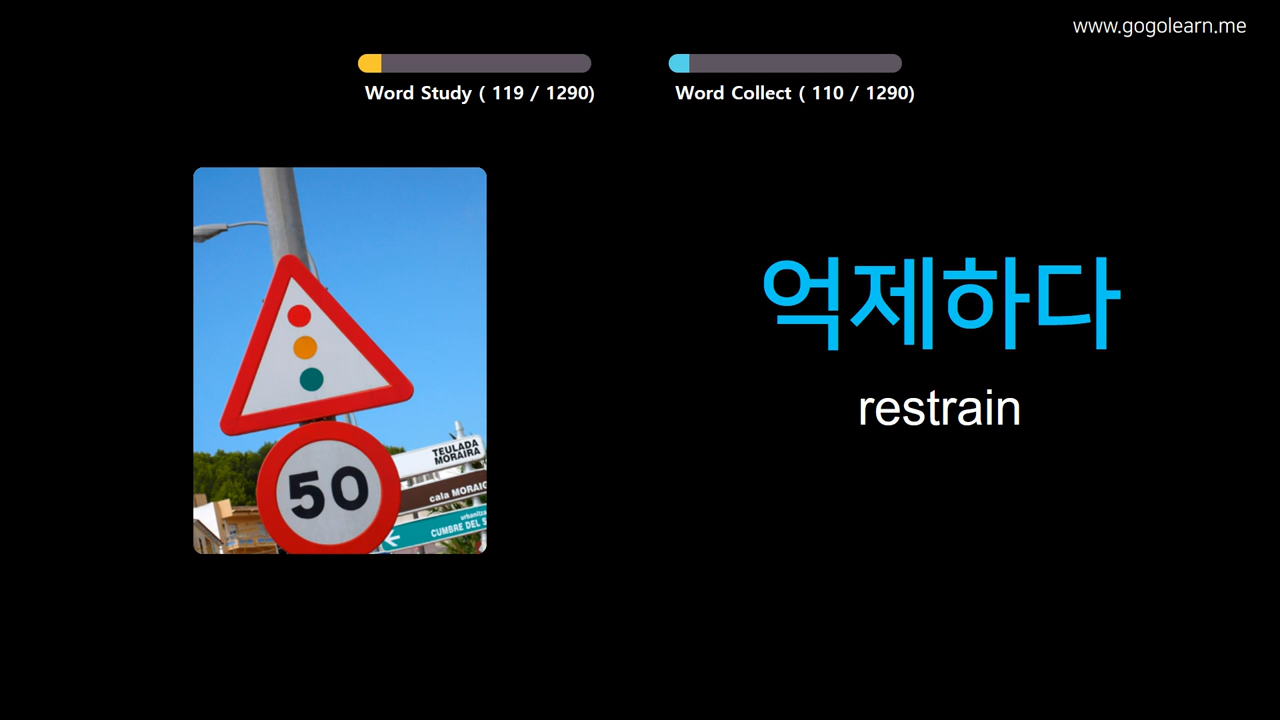 www.gogolearn.me
Word Study ( 119 / 1290)
Word Collect ( 110 / 1290)
억제하다
restrain
TEULADA
MORAIRA
cala MORAIG
urbanitza
CUMBRE DEL S
50